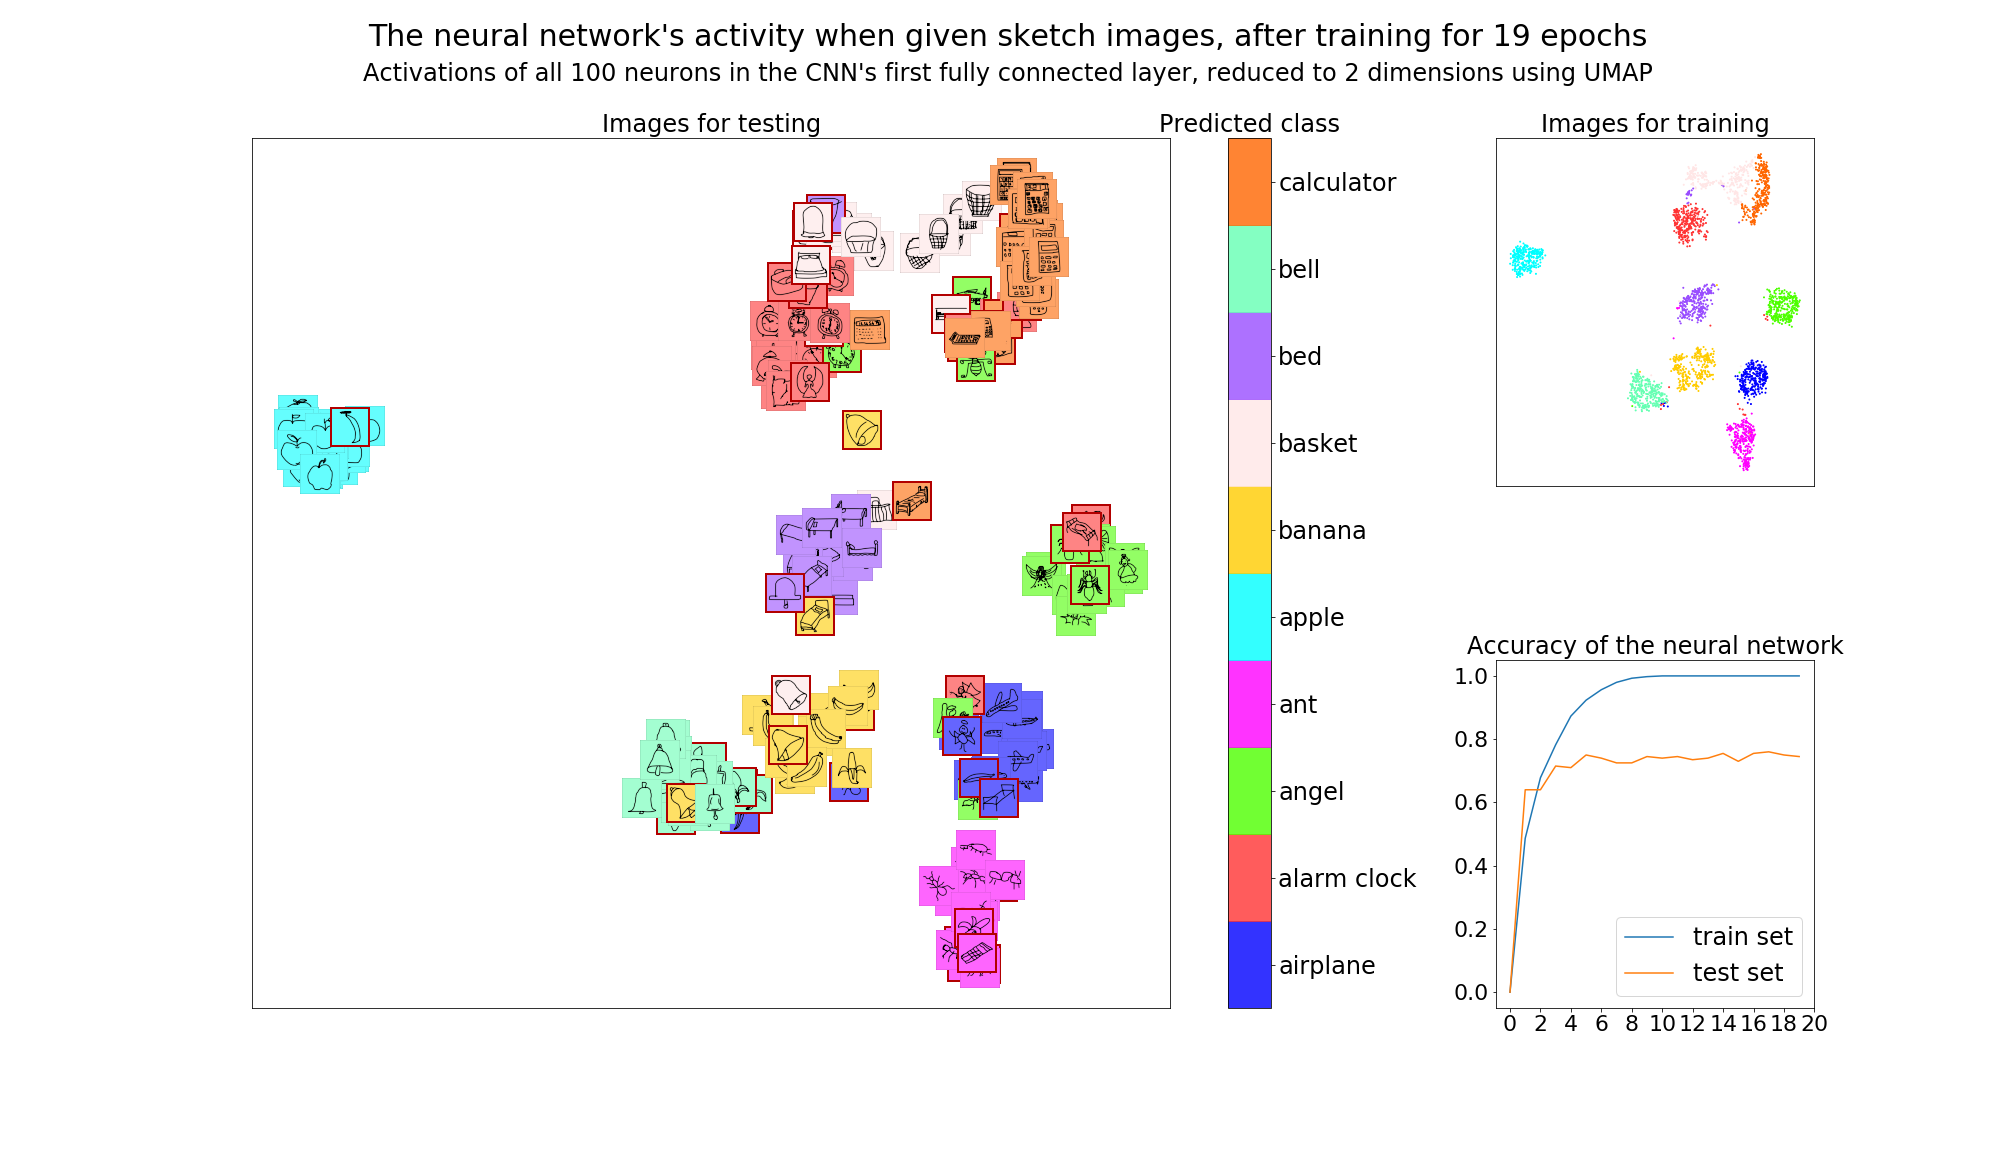 The neural network's activity when given sketch images, after training for 19 epochs
Activations of all 100 neurons in the CNN's first fully connected layer, reduced to 2 dimensions using UMAP
Images for testing
Predicted class
calculator
bell
bed
basket
banana
apple
ant
angel
alarm clock
airplane
Images for training
Accuracy of the neural network
1.0
0.8
0.6
0.4
0.2
0.0
train set
test set
0 2 4 6 8 10 12 14 16 18 20